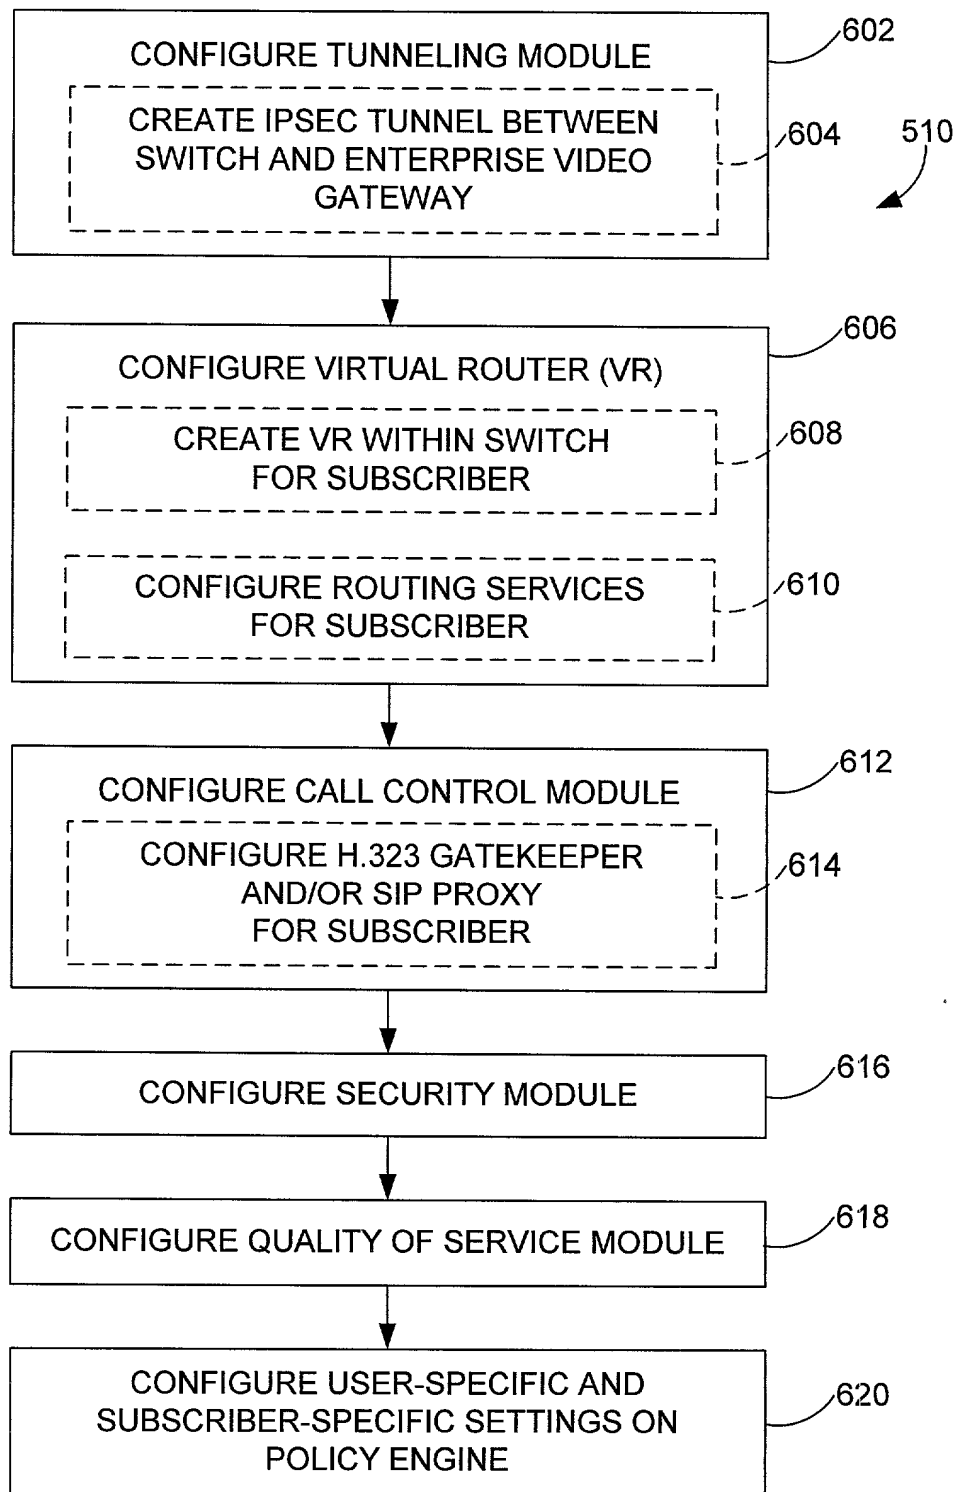 602
CONFIGURE TUNNELING MODULE
CREATE IPSEC TUNNEL BETWEEN
SWITCH AND ENTERPRISE VIDEO
GATEWAY
604
510
606
CONFIGURE VIRTUAL ROUTER (VR)
CREATE VR WITHIN SWITCH
FOR SUBSCRIBER
608
CONFIGURE ROUTING SERVICES
FOR SUBSCRIBER
610
612
CONFIGURE CALL CONTROL MODULE
CONFIGURE H.323 GATEKEEPER
AND/OR SIP PROXY
FOR SUBSCRIBER
614
CONFIGURE SECURITY MODULE
616
CONFIGURE QUALITY OF SERVICE MODULE
618
CONFIGURE USER-SPECIFIC AND
SUBSCRIBER-SPECIFIC SETTINGS ON
POLICY ENGINE
620